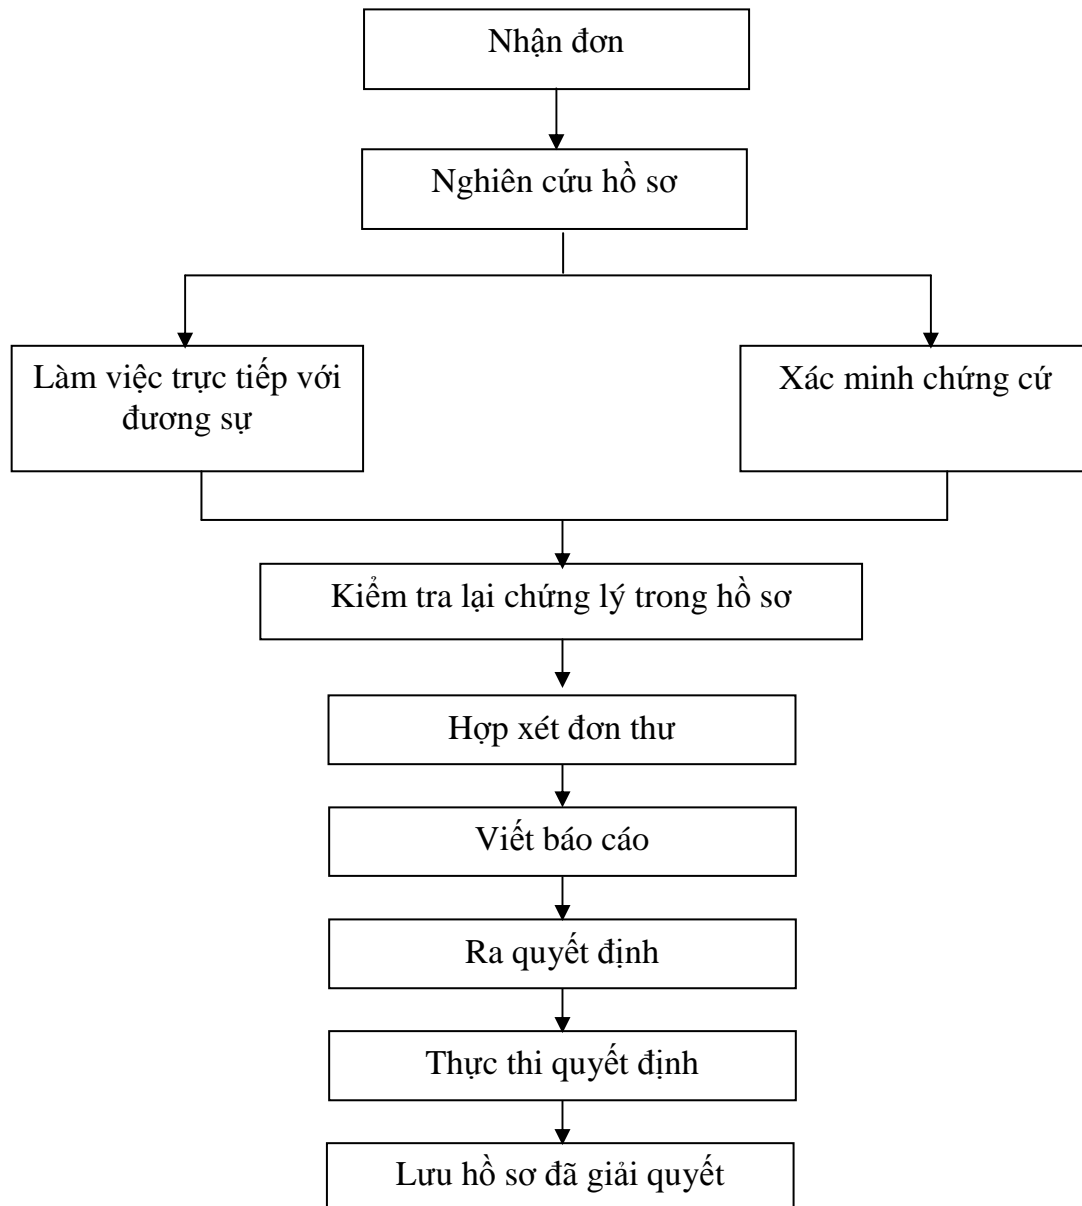 Nhận đơn
Nghiên cứu hồ sơ
Làm việc trực tiếp với
đương sự
Xác minh chứng cứ
Kiểm tra lại chứng lý trong hồ sơ
Hợp xét đơn thư
Viết báo cáo
Ra quyết định
Thực thi quyết định
Lưu hồ sơ đã giải quyết